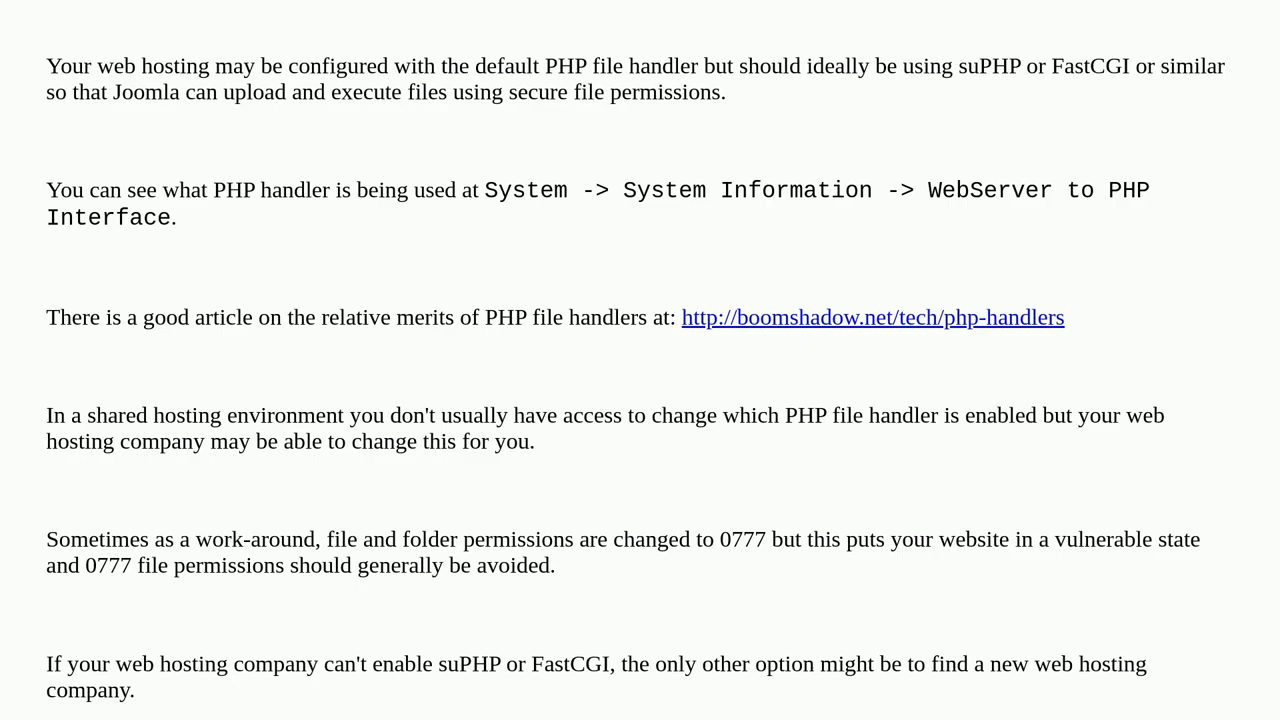 Your web hosting may be configured with the default PHP file handler but should ideally be using suPHP or FastCGI or similar
so that Joomla can upload and execute files using secure file permissions.
You can see what PHP handler is being used at System -> System Information -> WebServer to PHP
Interface.
There is a good article on the relative merits of PHP file handlers at: http://boomshadow.net/tech/php-handlers
In a shared hosting environment you don't usually have access to change which PHP file handler is enabled but your web
hosting company may be able to change this for you.
Sometimes as a work-around, file and folder permissions are changed to 0777 but this puts your website in a vulnerable state
and 0777 file permissions should generally be avoided.
If your web hosting company can't enable suPHP or FastCGI, the only other option might be to find a new web hosting
company.